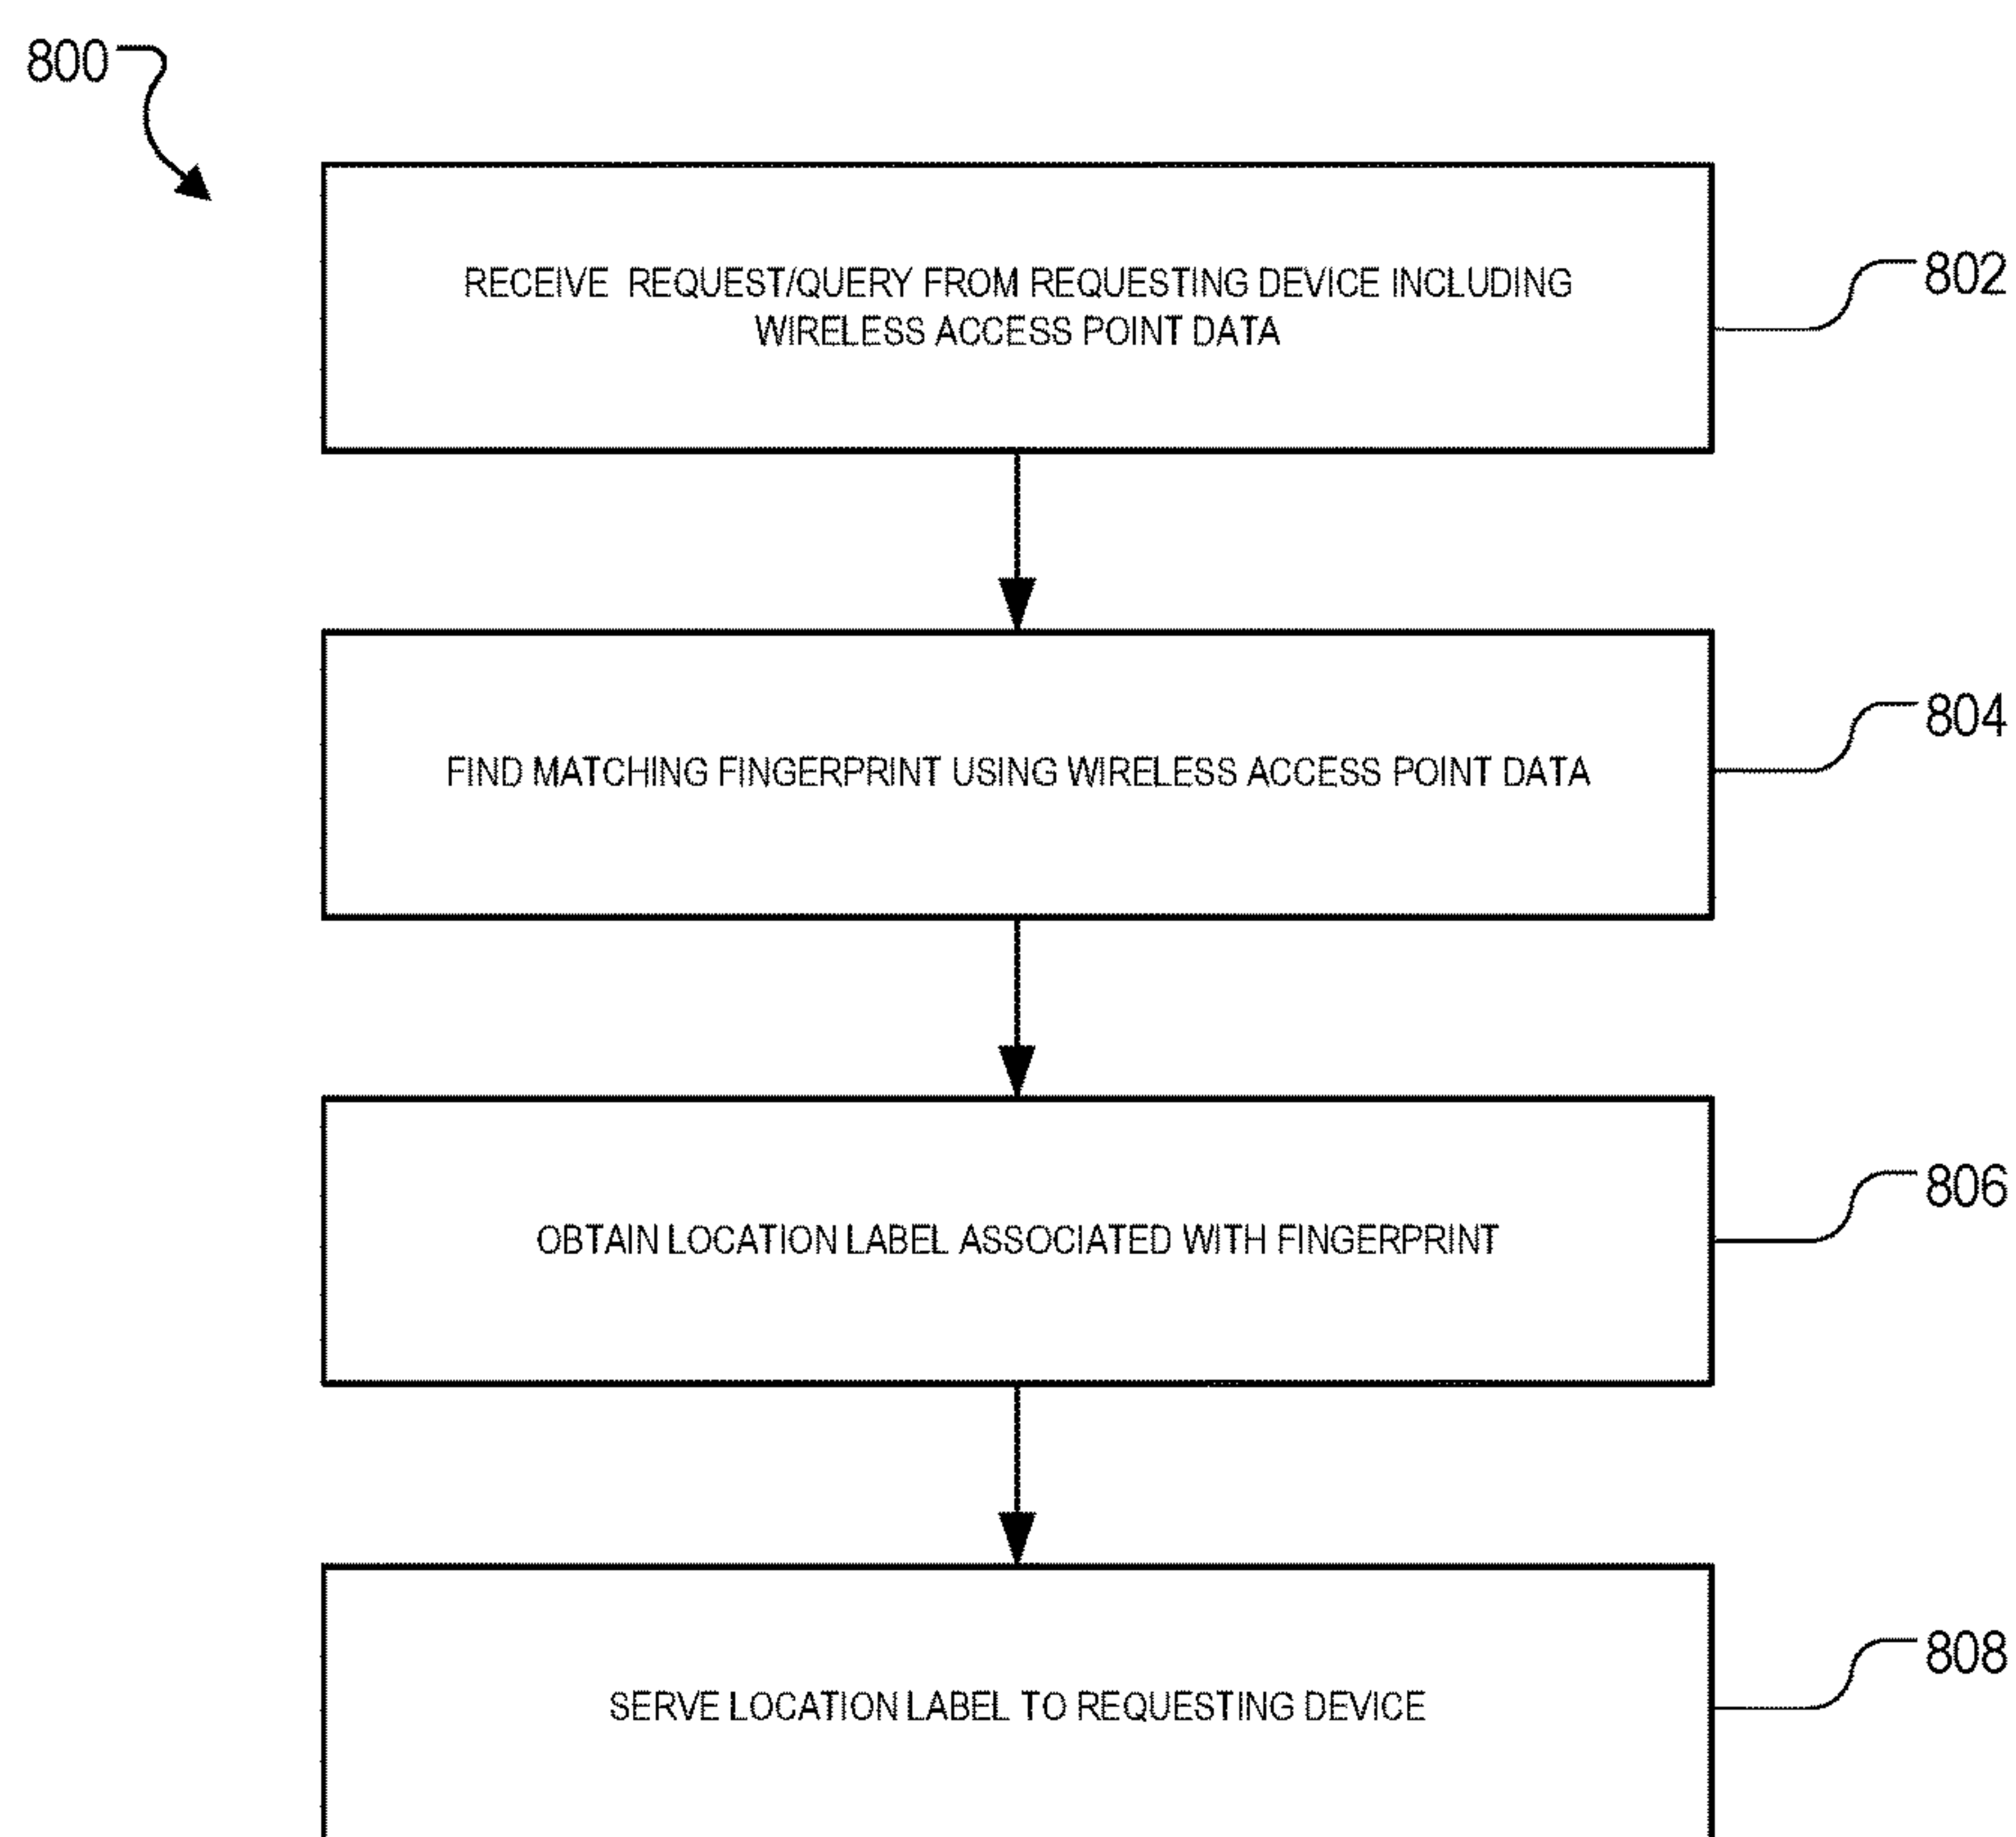 800
RECEIVE REQUEST/QUERY FROM REQUESTING DEVICE INCLUDING
WIRELESS ACCESS POINT DATA
802
FIND MATCHING FINGERPRINT USING WIRELESS ACCESS POINT DATA
804
OBTAIN LOCATION LABEL ASSOCIATED WITH FINGERPRINT
806
SERVE LOCATION LABEL TO REQUESTING DEVICE
808